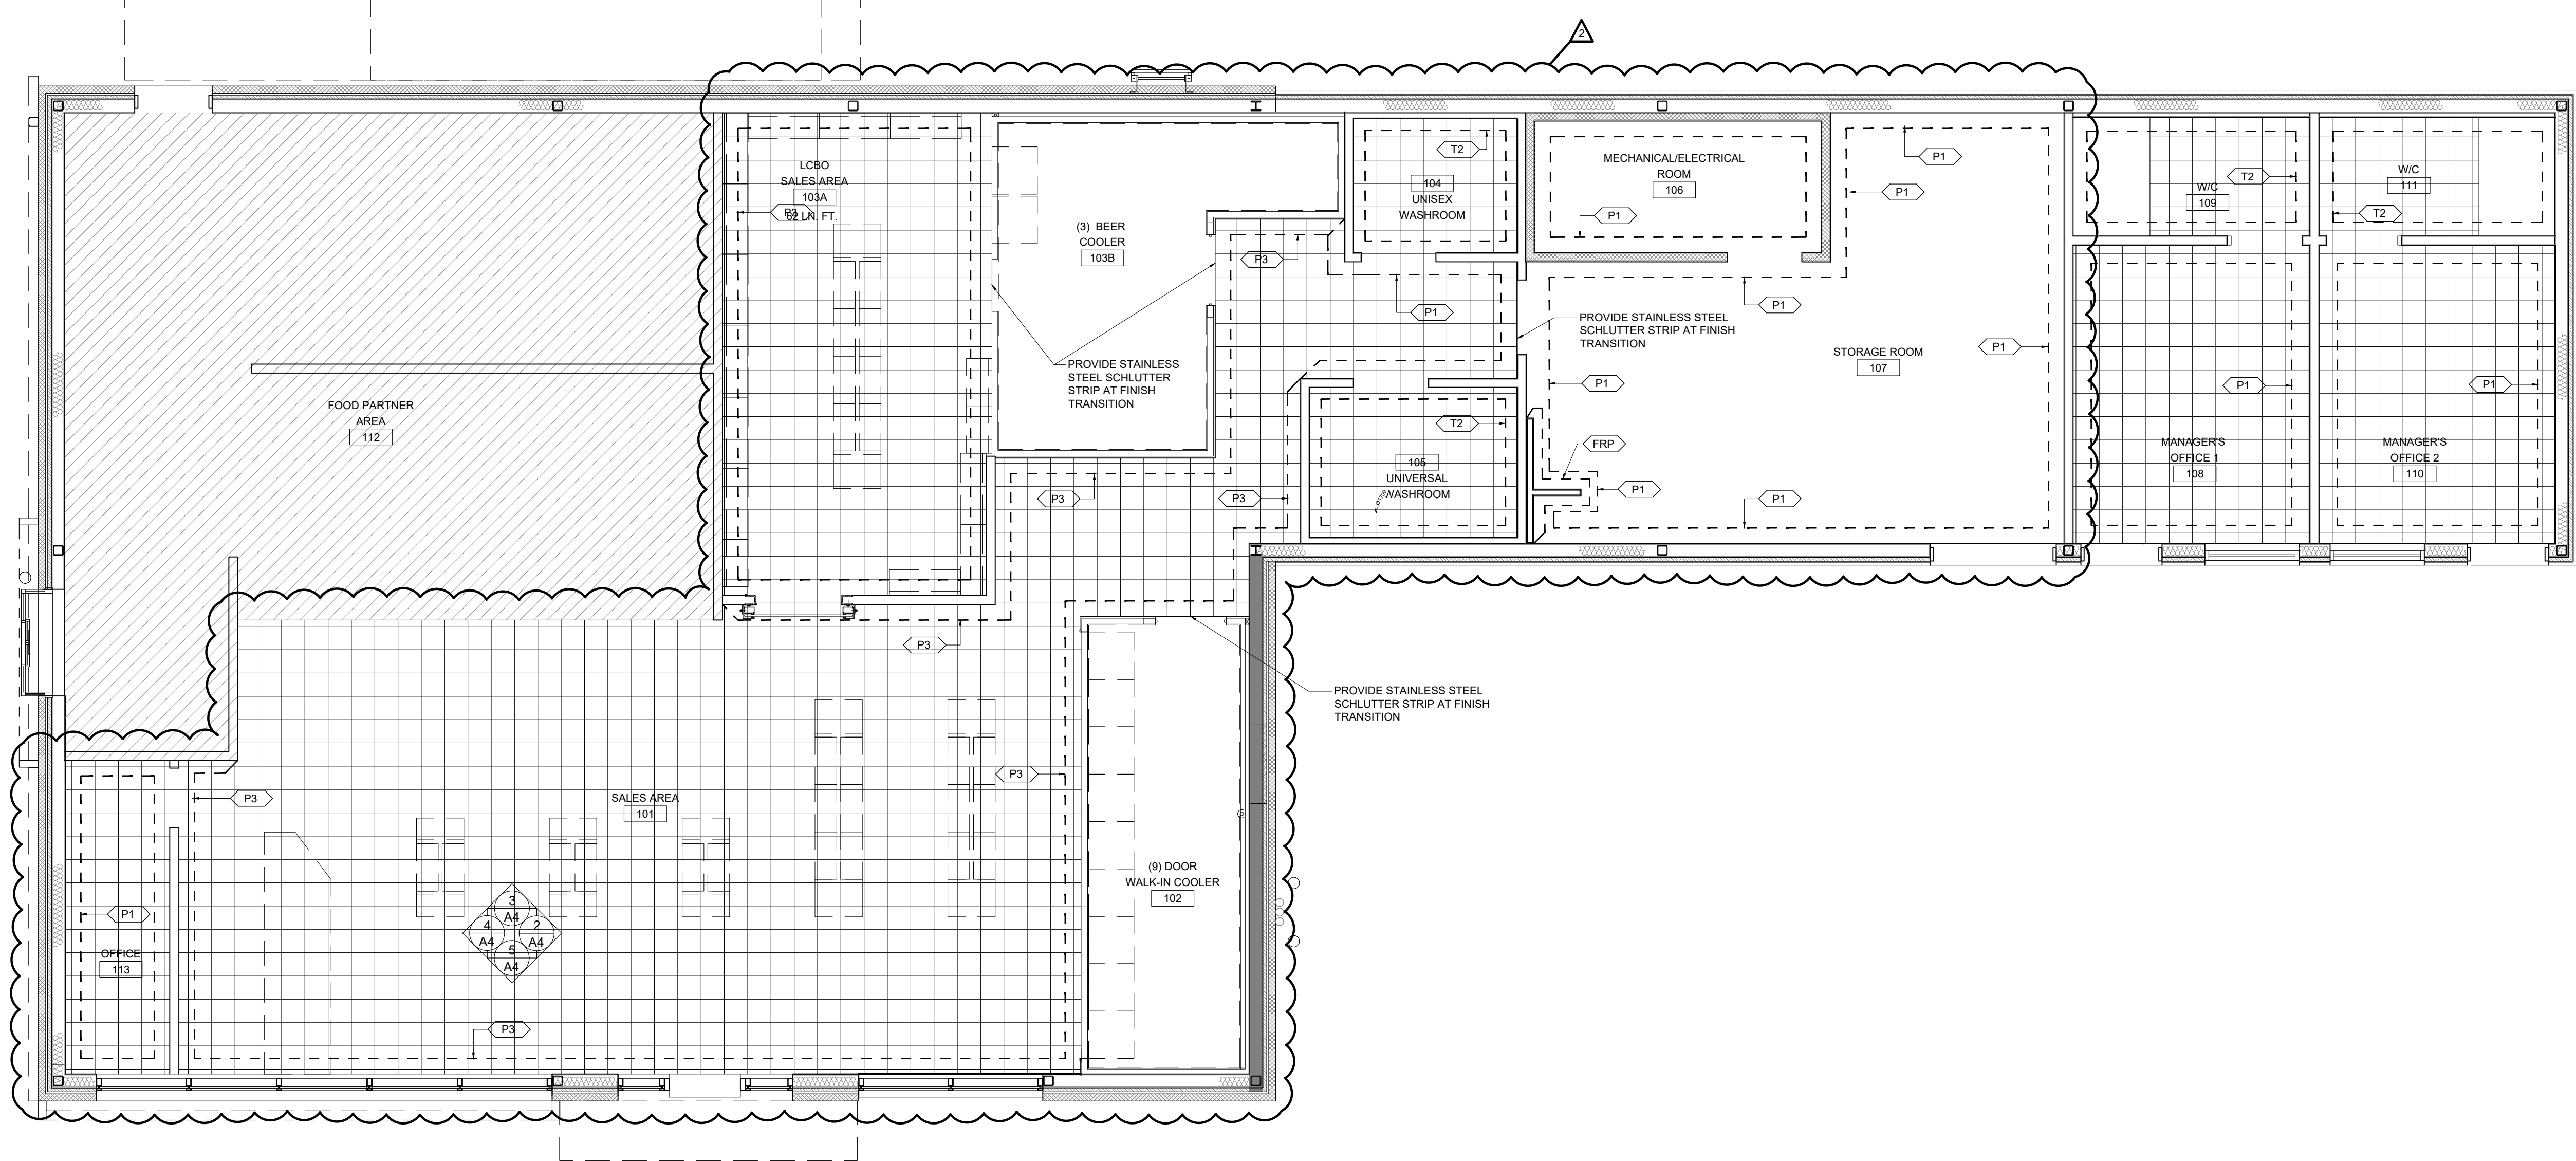 2
LCBO
SALES AREA
103A
P3
62 LN. FT.
(3) BEER
COOLER
103B
T2
104
UNISEX
WASHROOM
MECHANICAL/ELECTRICAL
ROOM
106
P1
P1
P1
T2
W/C
109
W/C
111
T2
P3
P1
P1
PROVIDE STAINLESS
STEEL SCHLUTTER
STRIP AT FINISH
TRANSITION
PROVIDE STAINLESS STEEL
SCHLUTTER STRIP AT FINISH
TRANSITION
STORAGE ROOM
107
P1
P1
P1
P1
FOOD PARTNER
AREA
112
T2
FRP
105
UNIVERSAL
WASHROOM
MANAGER'S
OFFICE 1
108
MANAGER'S
OFFICE 2
110
P3
P3
P1
P1
P3
PROVIDE STAINLESS STEEL
SCHLUTTER STRIP AT FINISH
TRANSITION
P3
P3
SALES AREA
101
(9) DOOR
WALK-IN COOLER
102
P1
OFFICE
113
3
A4
4
A4
2
A4
5
A4
P3